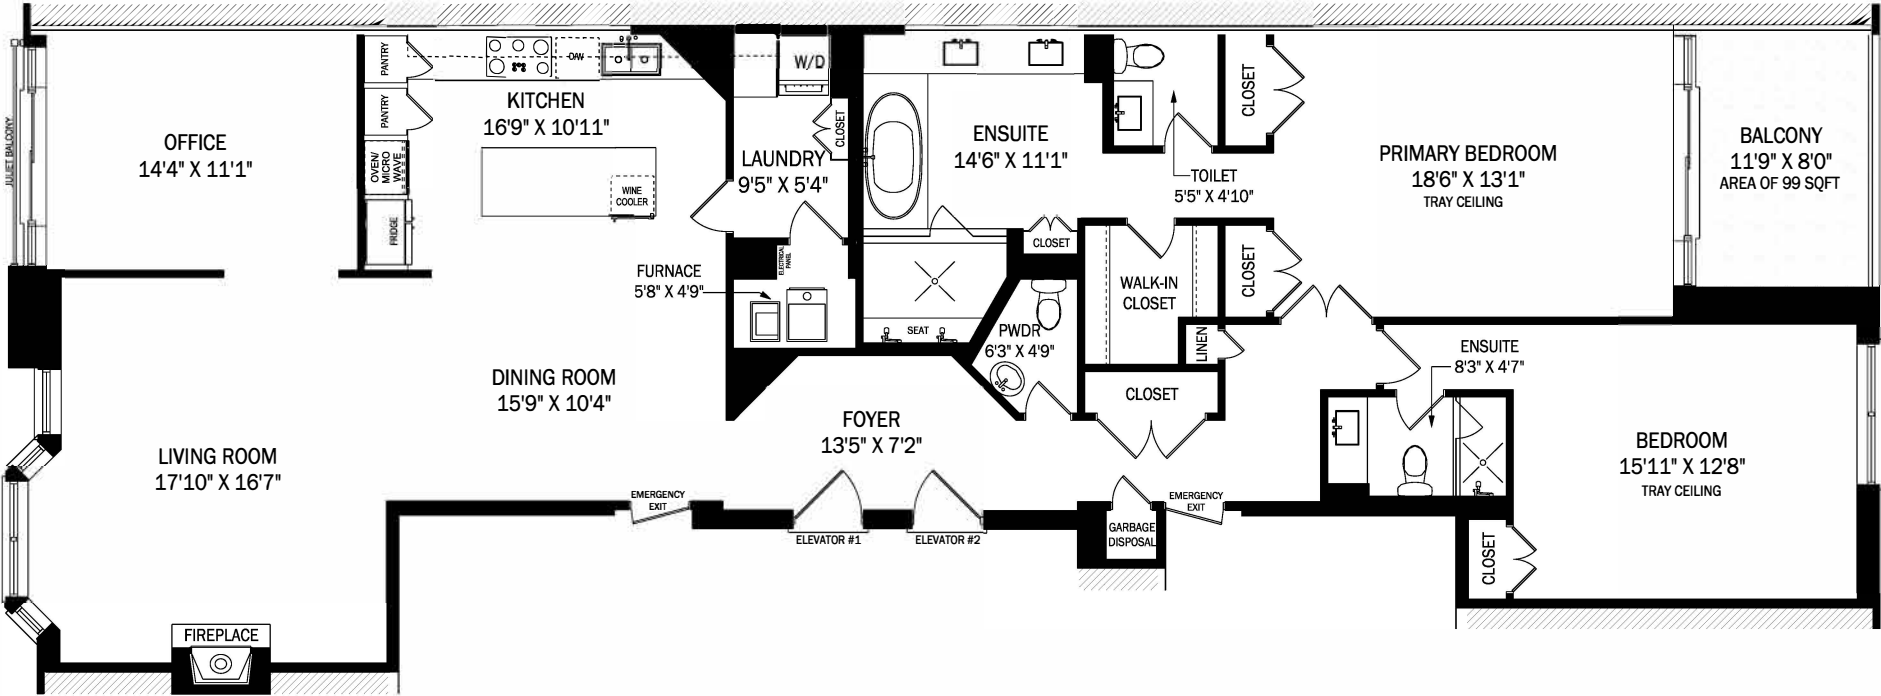 JULIET BALCONY
OFFICE
14'4" X 11'1"
PANTRY
PANTRY
OVEN/
MICRO
WAVE
FRIDGE
D/W
KITCHEN
16'9" X 10'11"
WINE
COOLER
W/D
CLOSET
LAUNDRY
9'5" X 5'4"
ELECTRICAL
PANEL
FURNACE
5'8" X 4'9"
ENSUITE
14'6" X 11'1"
CLOSET
SEAT
TOILET
5'5" X 4'10"
CLOSET
PRIMARY BEDROOM
18'6" X 13'1"
TRAY CEILING
BALCONY
11'9" X 8'0"
AREA OF 99 SQFT
WALK-IN
CLOSET
CLOSET
LINEN
PWDR
6'3" X 4'9"
CLOSET
ENSUITE
8'3" X 4'7"
DINING ROOM
15'9" X 10'4"
FOYER
13'5" X 7'2"
LIVING ROOM
17'10" X 16'7"
BEDROOM
15'11" X 12'8"
TRAY CEILING
EMERGENCY
EXIT
ELEVATOR #1
ELEVATOR #2
GARBAGE
DISPOSAL
EMERGENCY
EXIT
CLOSET
FIREPLACE